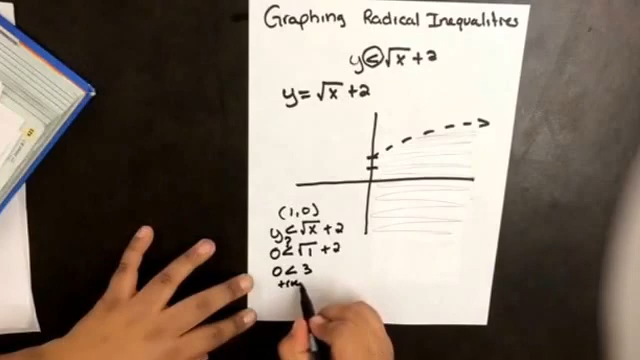 Graphing Radical Inequalities
y < √x + 2
y = √x + 2
(1,0)
y < √x + 2
?
0 < √1 + 2
0 < 3